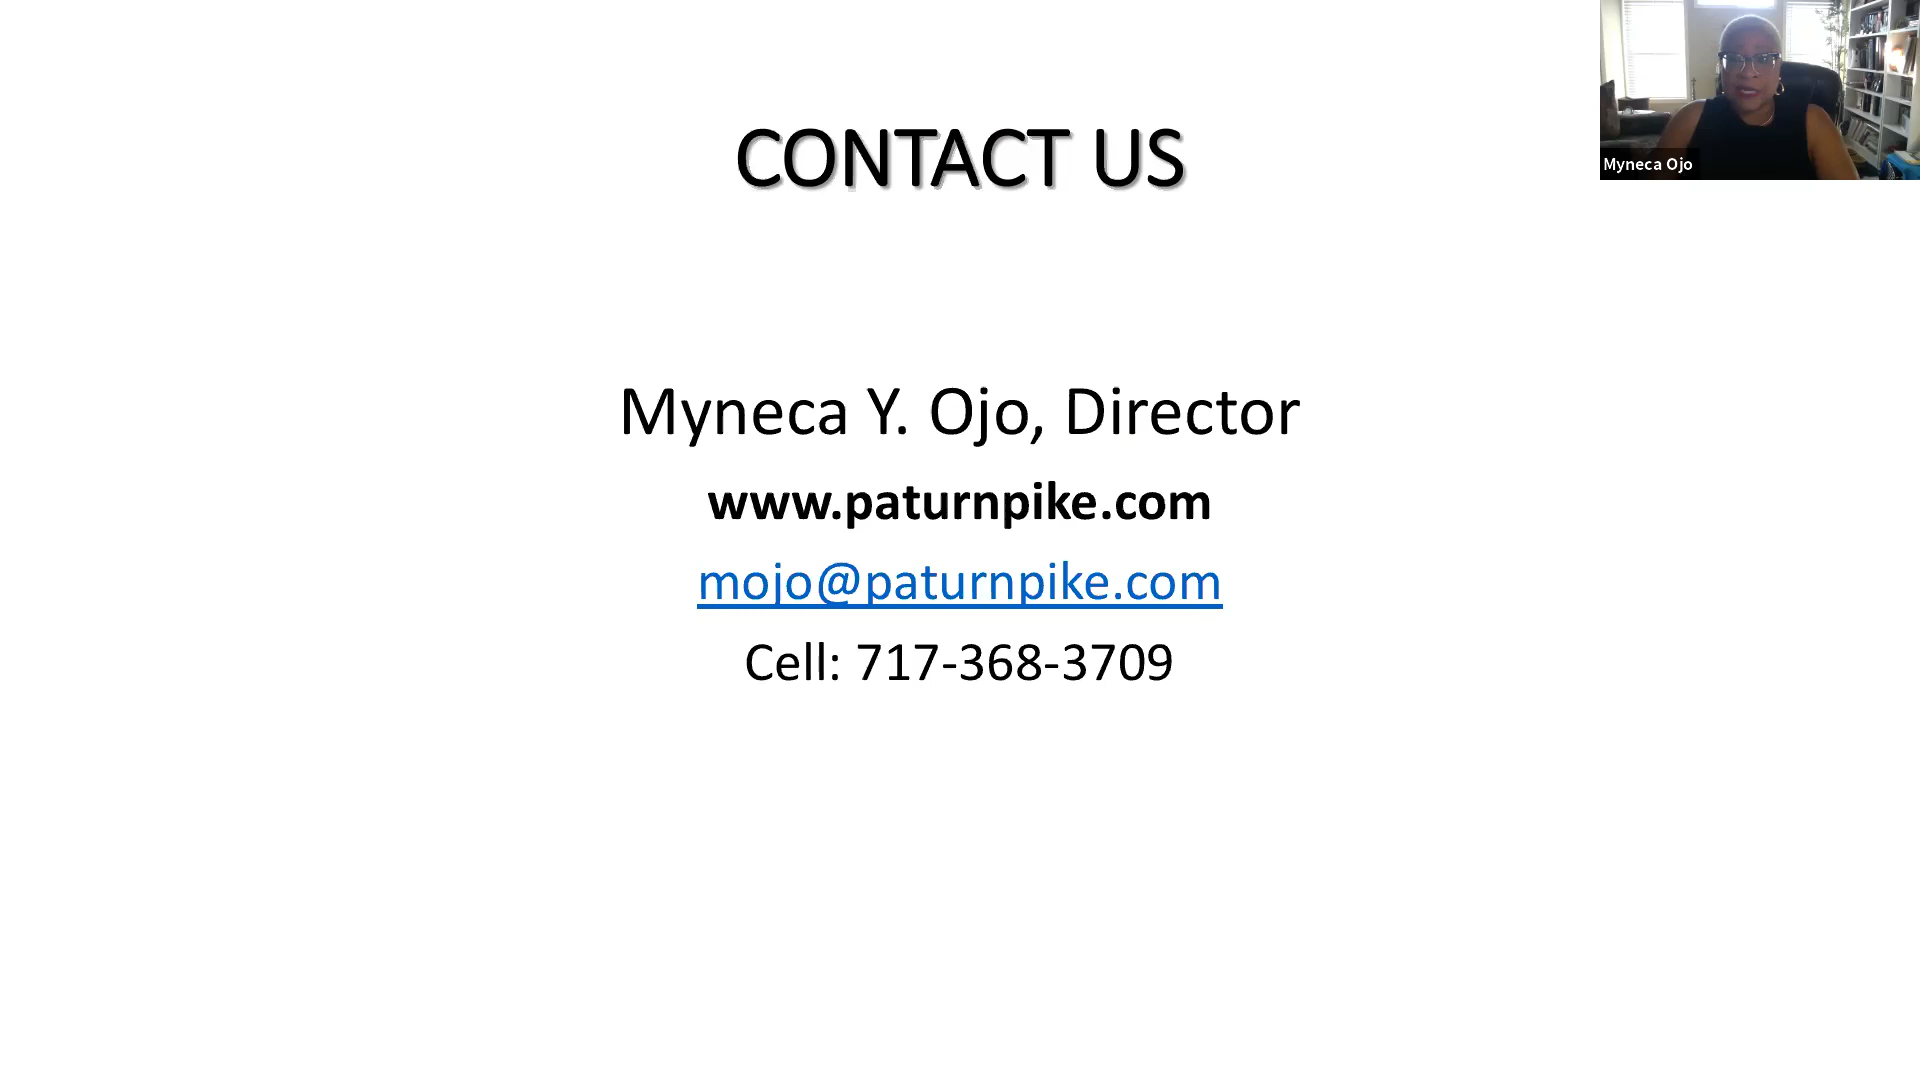 CONTACT US
Myneca Ojo
Myneca Y. Ojo, Director
www.paturnpike.com
mojo@paturnpike.com
Cell: 717-368-3709